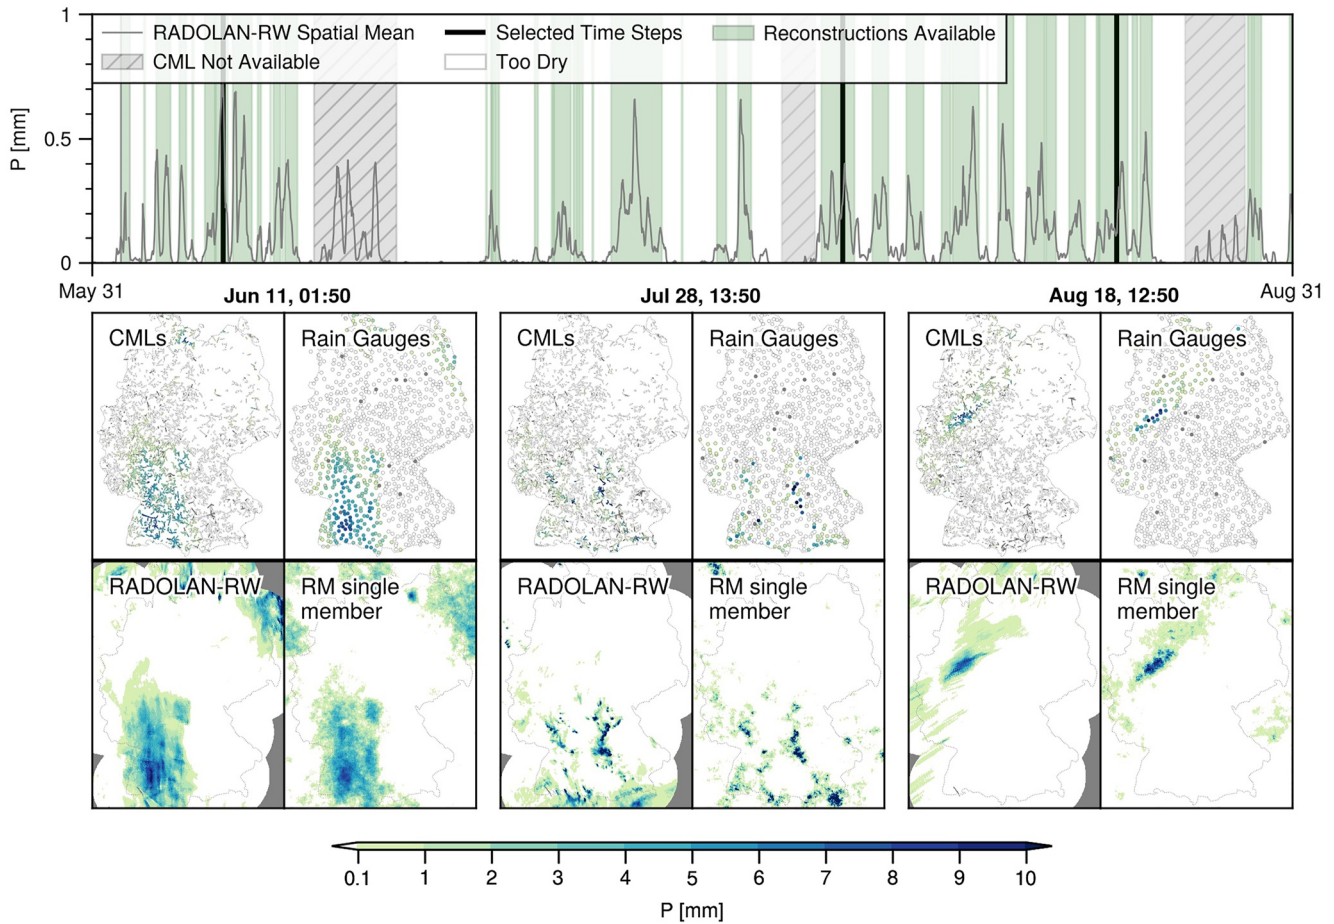 1
RADOLAN-RW Spatial Mean
Selected Time Steps
Reconstructions Available
CML Not Available
Too Dry
P [mm]
0.5
0
May 31
Aug 31
Jun 11, 01:50
Jul 28, 13:50
Aug 18, 12:50
CMLs
Rain Gauges
CMLs
Rain Gauges
CMLs
Rain Gauges
RADOLAN-RW
RM single
member
RADOLAN-RW
RM single
member
RADOLAN-RW
RM single
member
0.1 1 2 3 4 5 6 7 8 9 10
P [mm]